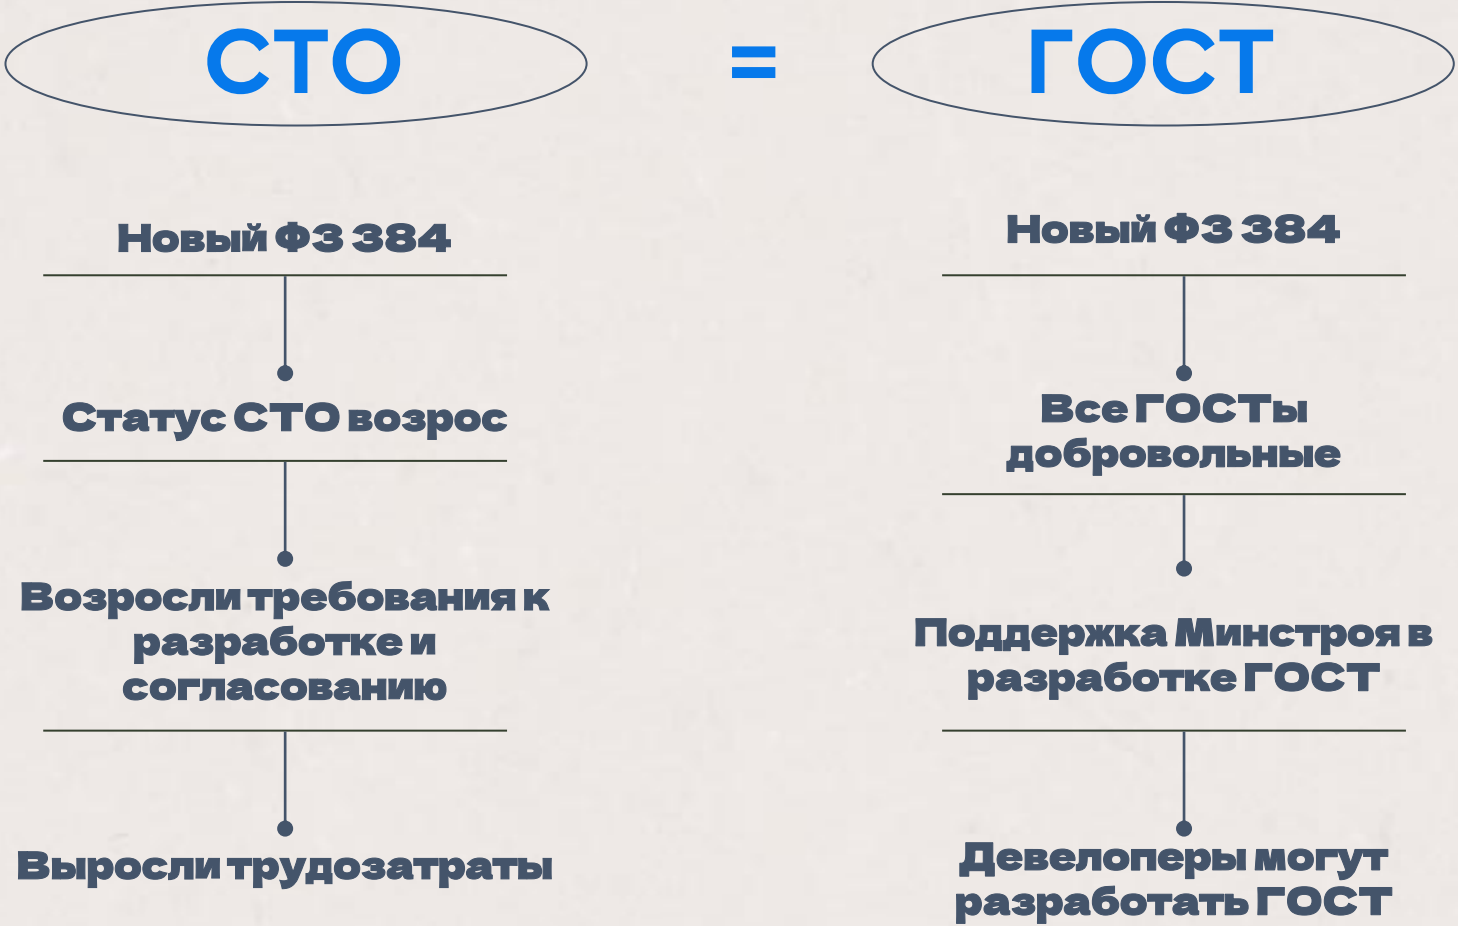 СТО = ГОСТ
Новый ФЗ 384
Статус СТО возрос
Возросли требования к
разработке и
согласованию
Выросли трудозатраты
Новый ФЗ 384
Все ГОСТы
добровольные
Поддержка Минстроя в
разработке ГОСТ
Девелоперы могут
разработать ГОСТ